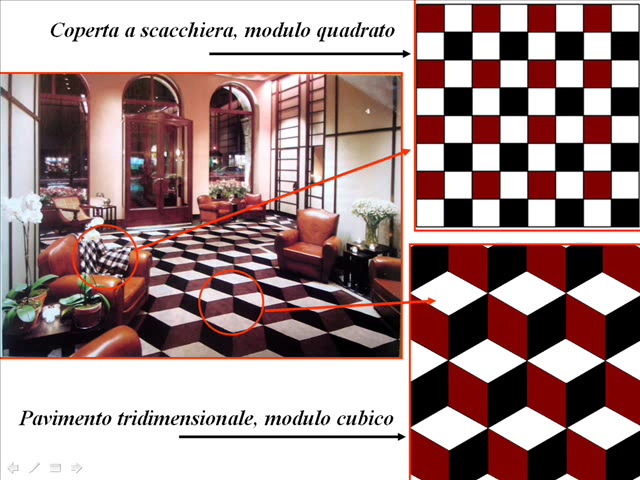 Coperta a scacchiera, modulo quadrato
Pavimento tridimensionale, modulo cubico